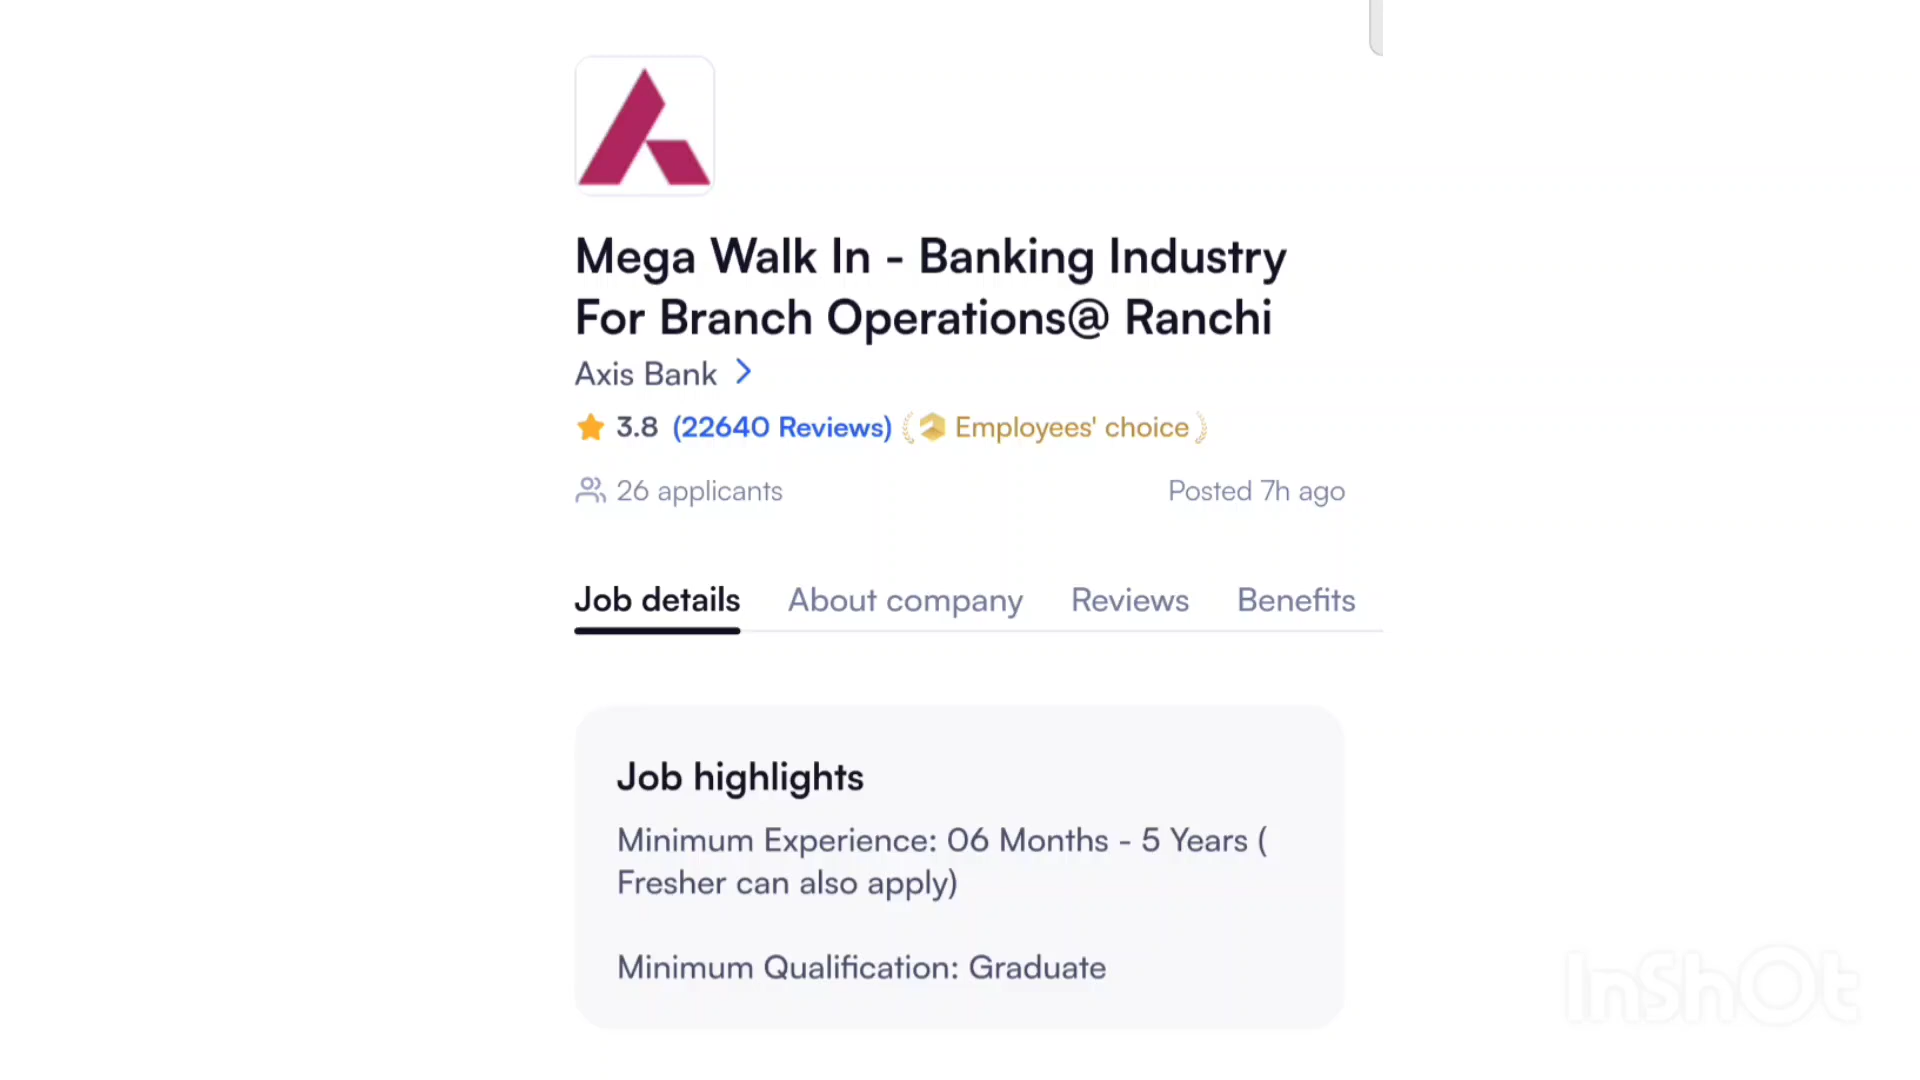 Mega Walk In - Banking Industry
For Branch Operations@ Ranchi
Axis Bank
3.8 (22640 Reviews) Employees' choice
26 applicants Posted 7h ago
Job details About company Reviews Benefits
Job highlights
Minimum Experience: 06 Months - 5 Years (
Fresher can also apply)
Minimum Qualification: Graduate
InShOt